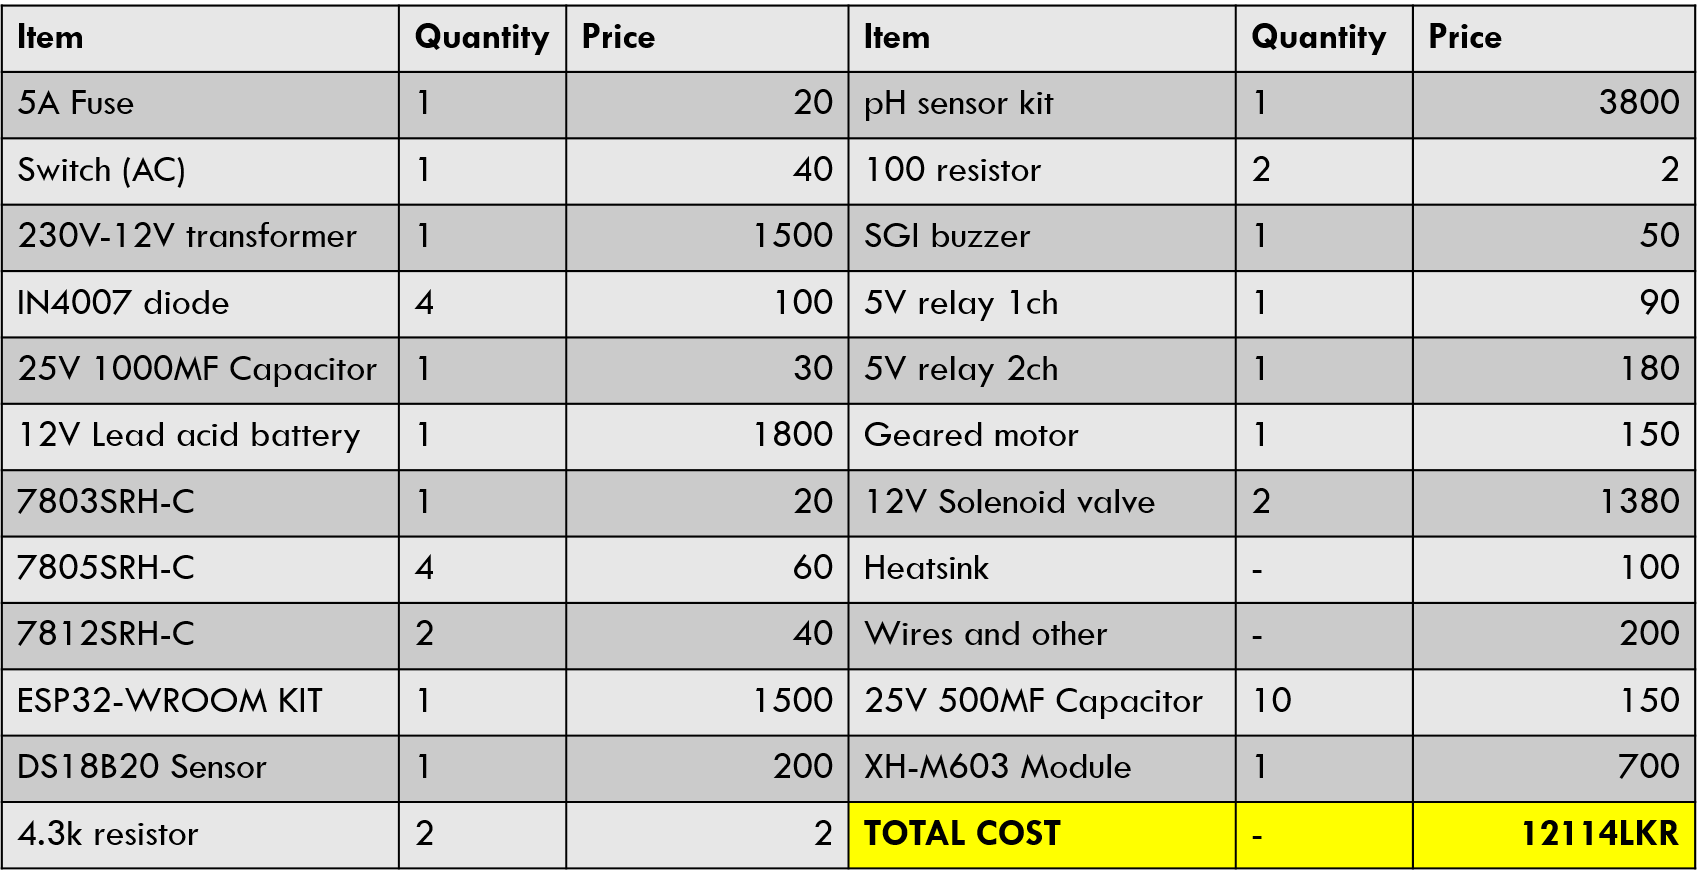 Item Quantity Price Item Quantity Price
5A Fuse 1 20 pH sensor kit 1 3800
Switch (AC) 1 40 100 resistor 2 2
230V-12V transformer 1 1500 SGI buzzer 1 50
IN4007 diode 4 100 5V relay 1ch 1 90
25V 1000MF Capacitor 1 30 5V relay 2ch 1 180
12V Lead acid battery 1 1800 Geared motor 1 150
7803SRH-C 1 20 12V Solenoid valve 2 1380
7805SRH-C 4 60 Heatsink - 100
7812SRH-C 2 40 Wires and other - 200
ESP32-WROOM KIT 1 1500 25V 500MF Capacitor 10 150
DS18B20 Sensor 1 200 XH-M603 Module 1 700
4.3k resistor 2 2 TOTAL COST - 12114LKR